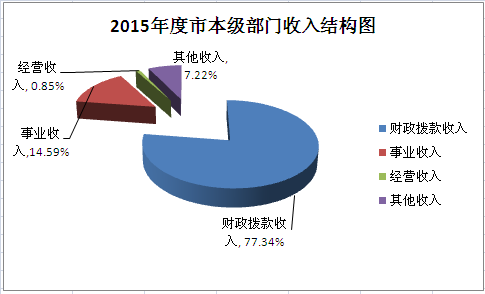 2015年度市本级部门收入结构图
其他收入,
7.22%
经营收
入, 0.85%
事业收
入,14.59%
财政拨款收
入, 77.34%
财政拨款收入
事业收入
经营收入
其他收入